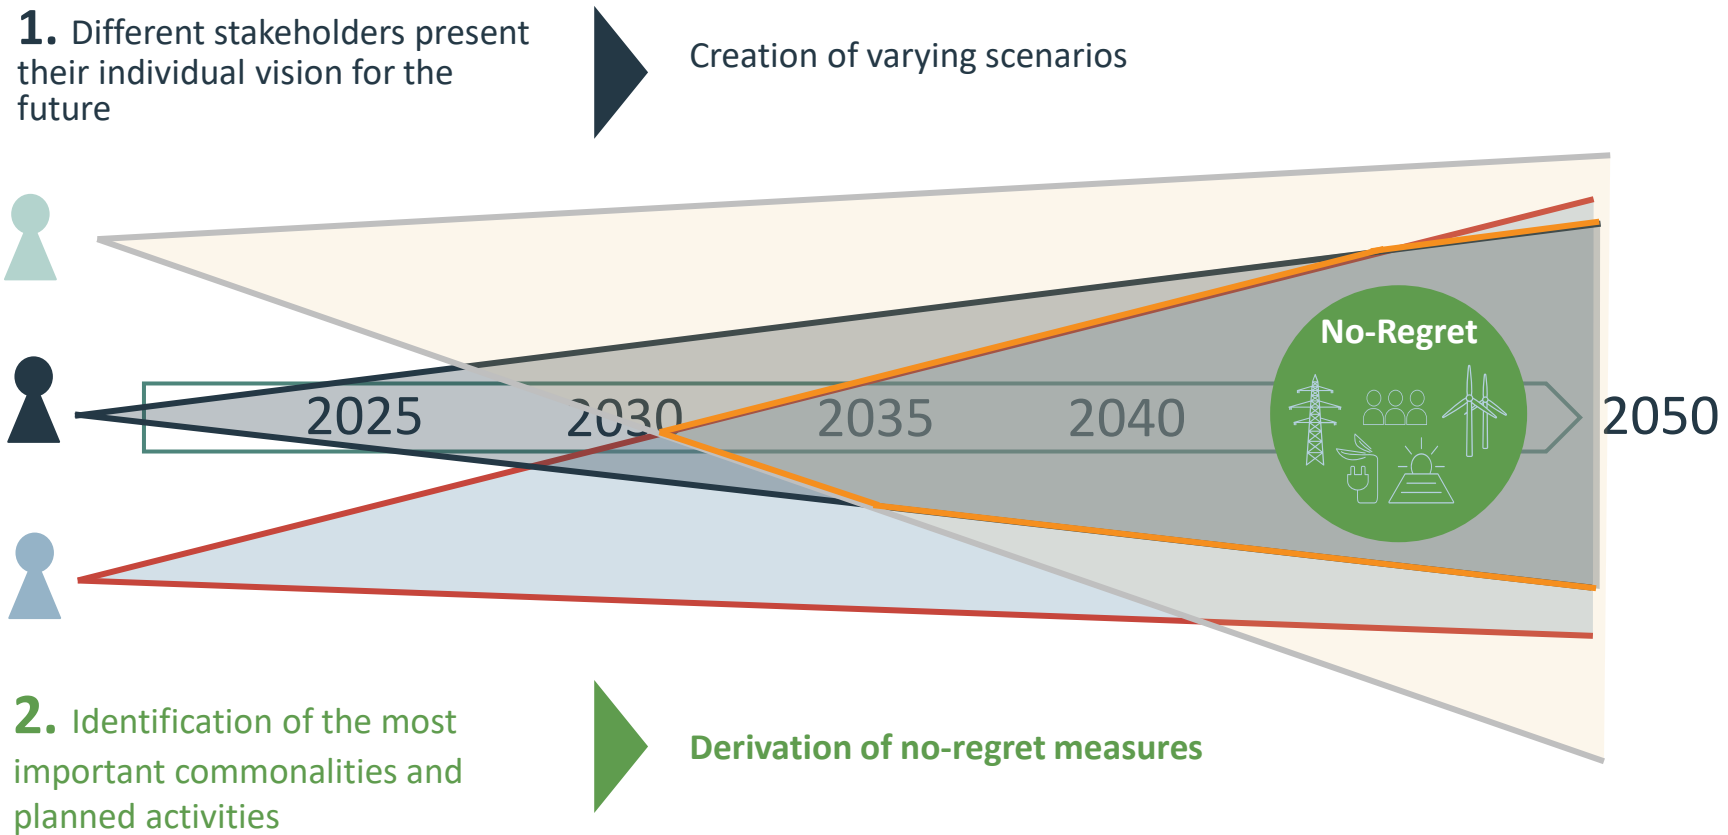 1. Different stakeholders present
their individual vision for the
future
Creation of varying scenarios
No-Regret
2025
2030
2035
2040
2050
2. Identification of the most
important commonalities and
planned activities
Derivation of no-regret measures